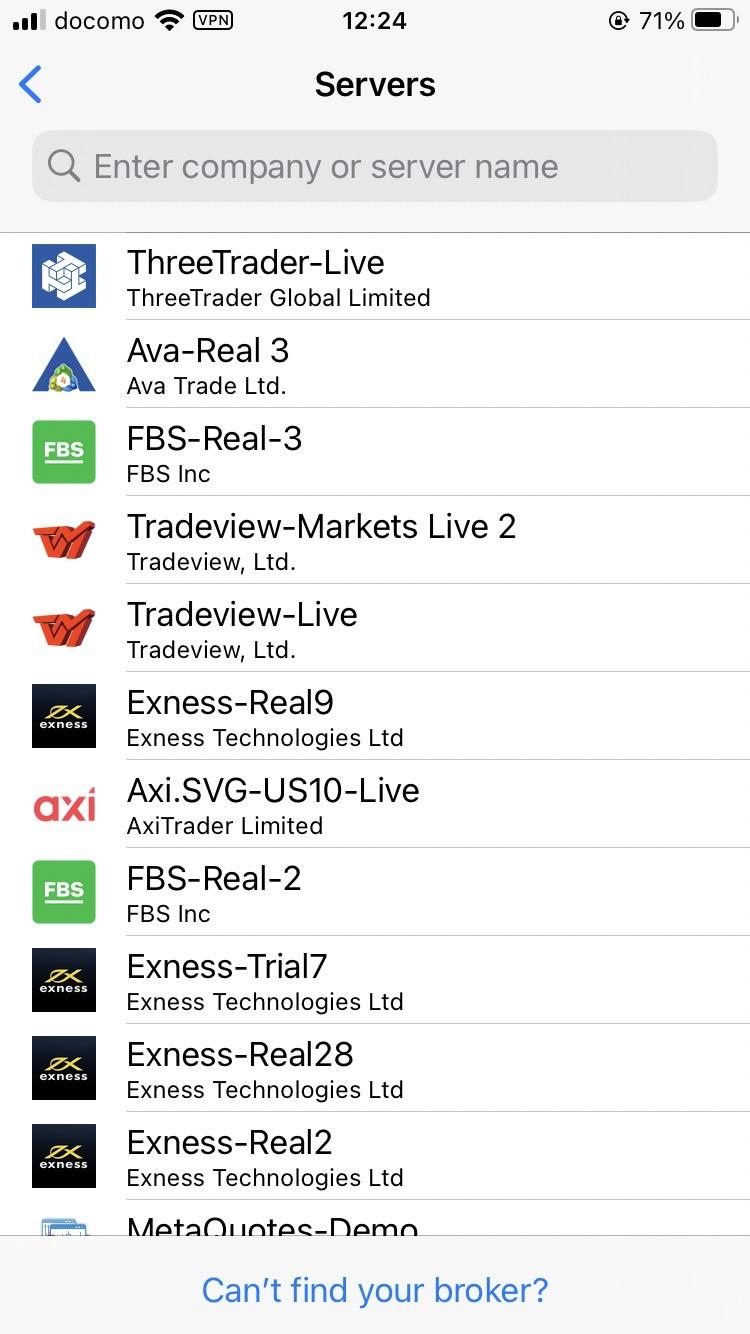 docomo VPN 12:24 71%
Servers
Enter company or server name
ThreeTrader-Live
ThreeTrader Global Limited
Ava-Real 3
4
Ava Trade Ltd.
FBS-Real-3
FBS
FBS Inc
Tradeview-Markets Live 2
Tradeview, Ltd.
Tradeview-Live
Tradeview, Ltd.
Exness-Real9
exness
Exness Technologies Ltd
Axi.SVG-US10-Live
axi
AxiTrader Limited
FBS-Real-2
FBS
FBS Inc
Exness-Trial7
exness
Exness Technologies Ltd
Exness-Real28
exness
Exness Technologies Ltd
Exness-Real2
exness
Exness Technologies Ltd
MetaQuotes-Demo
Can't find your broker?